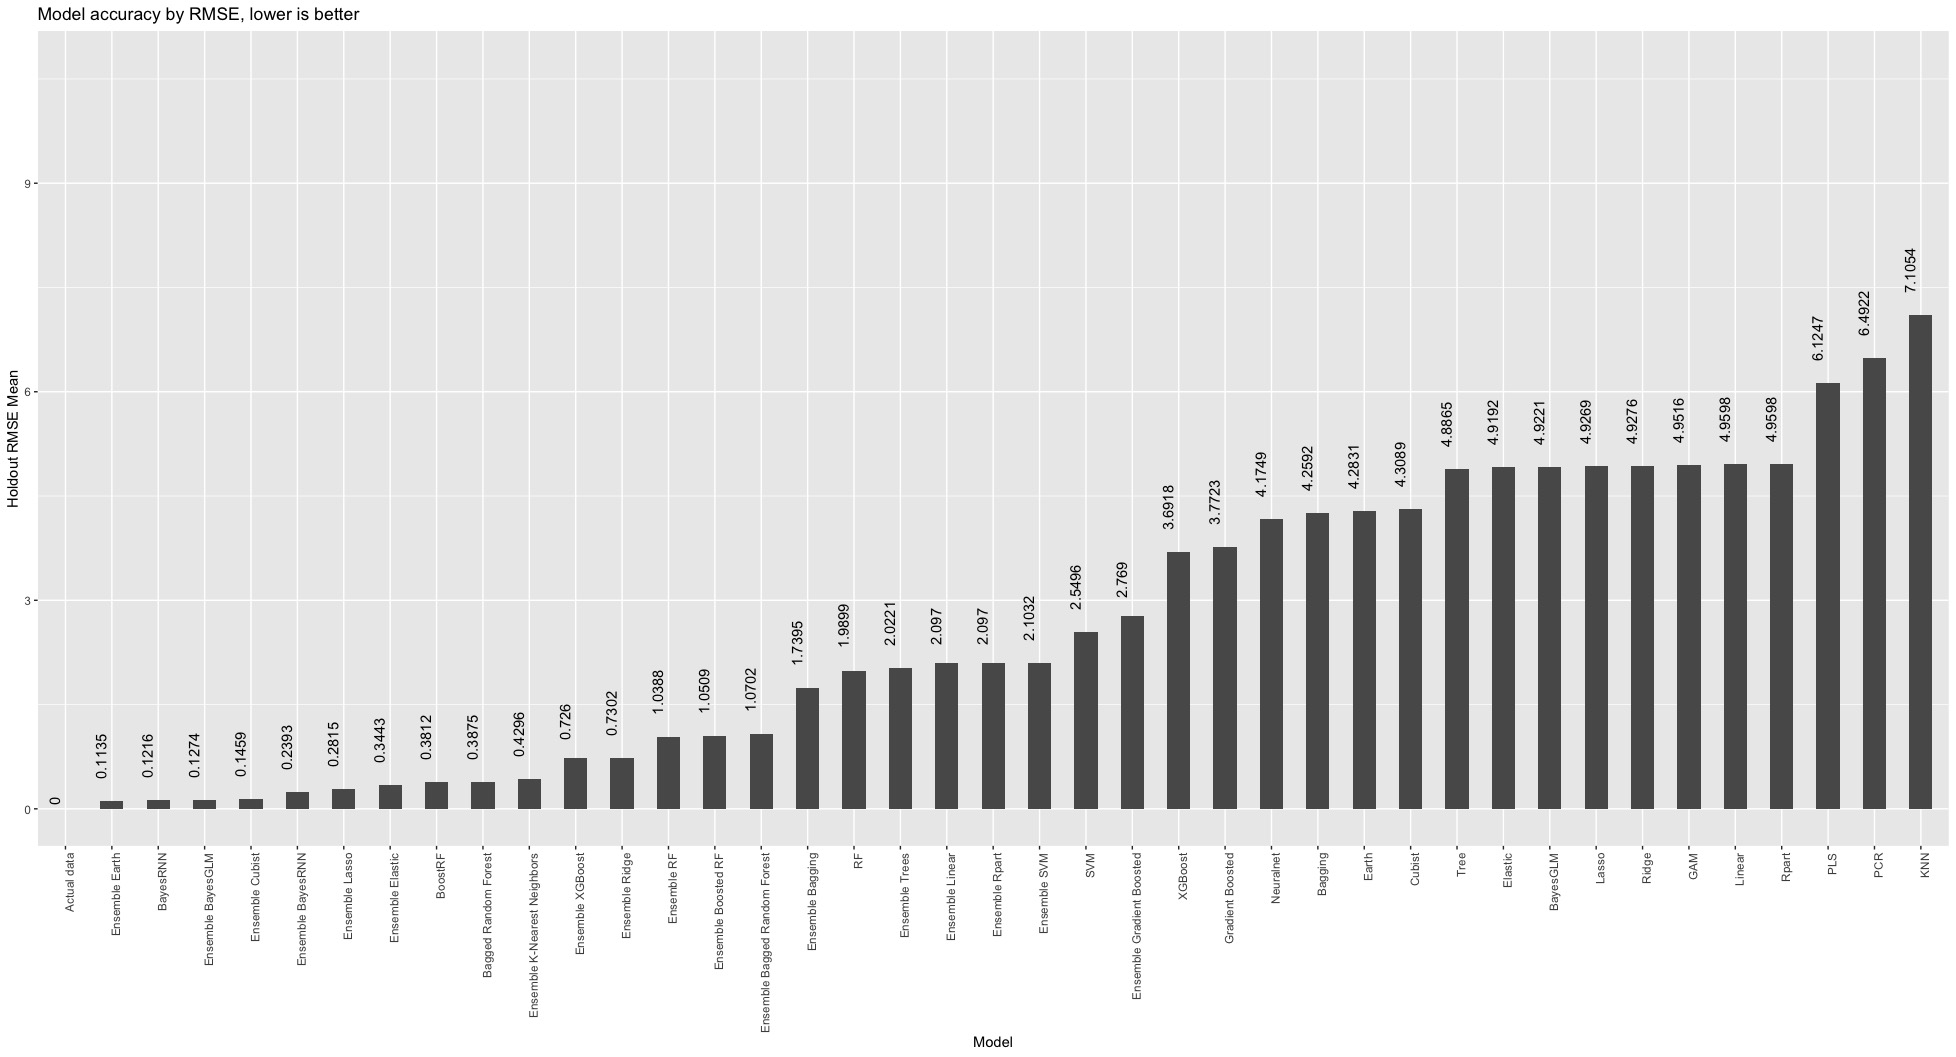 Model accuracy by RMSE, lower is better
Holdout RMSE Mean
9
6
3
0
0
0.1135
0.1216
0.1274
0.1459
0.2393
0.2815
0.3443
0.3812
0.3875
0.4296
0.726
0.7302
1.0388
1.0509
1.0702
1.7395
1.9899
2.0221
2.097
2.097
2.1032
2.5496
2.769
3.6918
3.7723
4.1749
4.2592
4.2831
4.3089
4.8865
4.9192
4.9221
4.9269
4.9276
4.9516
4.9598
4.9598
6.1247
6.4922
7.1054
Actual data
Ensemble Earth
BayesRNN
Ensemble BayesGLM
Ensemble Cubist
Ensemble BayesRNN
Ensemble Lasso
Ensemble Elastic
BoostRF
Bagged Random Forest
Ensemble K-Nearest Neighbors
Ensemble XGBoost
Ensemble Ridge
Ensemble RF
Ensemble Boosted RF
Ensemble Bagged Random Forest
Ensemble Bagging
RF
Ensemble Trees
Ensemble Linear
Ensemble Rpart
Ensemble SVM
SVM
Ensemble Gradient Boosted
XGBoost
Gradient Boosted
Neuralnet
Bagging
Earth
Cubist
Tree
Elastic
BayesGLM
Lasso
Ridge
GAM
Linear
Rpart
PLS
PCR
KNN
Model